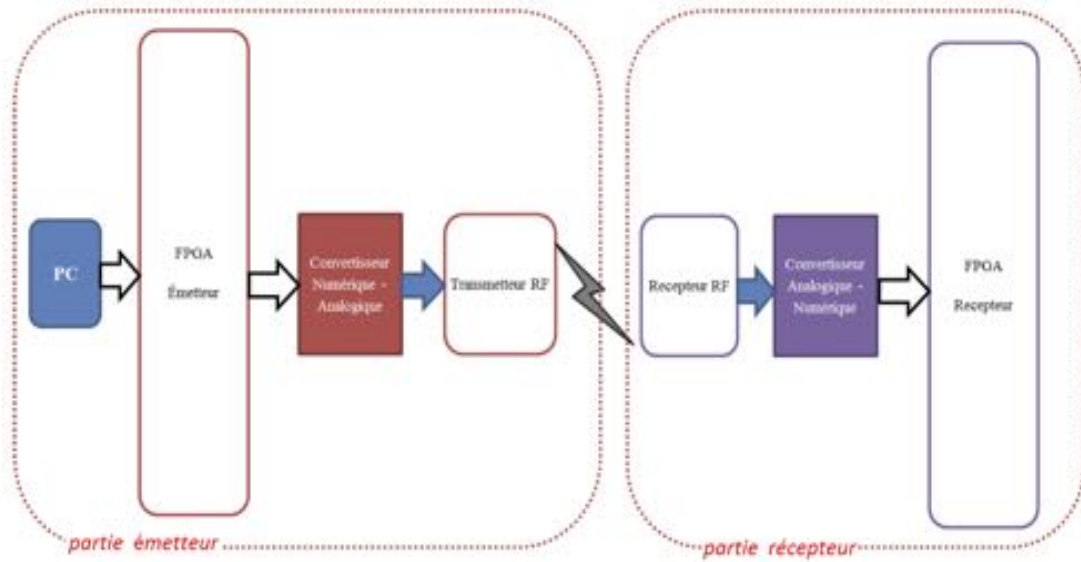 PC
FPGA
Émetteur
Convertisseur
Numérique -
Analogique
Transmetteur RF
Recepteur RF
Convertisseur
Analogique -
Numérique
FPGA
Recepteur
partie émetteur
partie récepteur